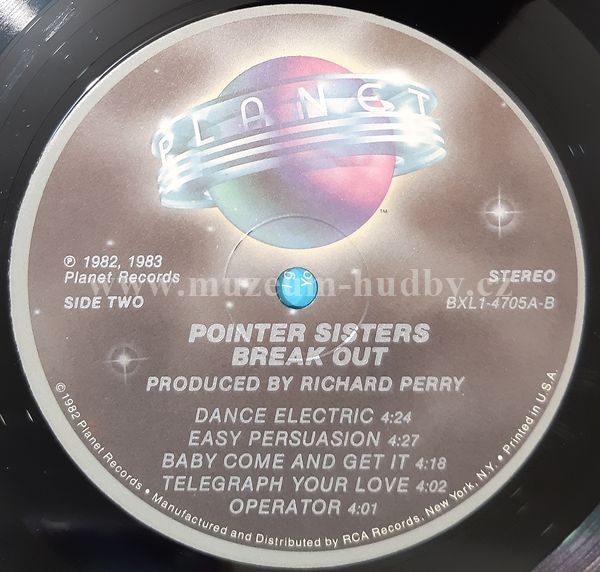 PLANET
TM
℗ 1982, 1983
Planet Records
SIDE TWO
STEREO
BXL1-4705A-B
www.muzeum-hudby.cz
POINTER SISTERS
BREAK OUT
PRODUCED BY RICHARD PERRY
DANCE ELECTRIC 4:24
EASY PERSUASION 4:27
BABY COME AND GET IT 4:18
TELEGRAPH YOUR LOVE 4:02
OPERATOR 4:01
©1982 Planet Records • Manufactured and Distributed by RCA Records, New York, N.Y. • Printed in U.S.A.